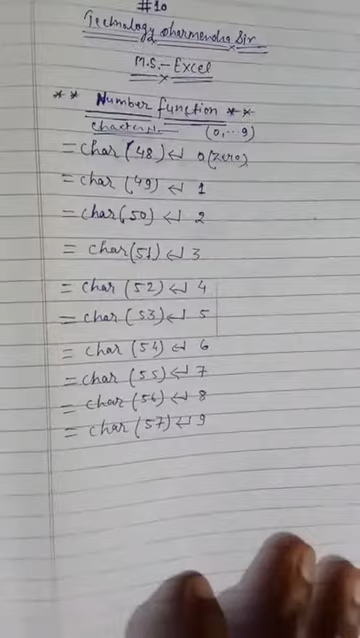 #10
Technology Dharmendra Sir
M.S.- Excel
** Number function **
(0,...9)
= char (48) ↵ 0 (zero)
= char (49) ↵ 1
= char (50) ↵ 2
= char (51) ↵ 3
= char (52) ↵ 4
= char (53) ↵ 5
= char (54) ↵ 6
= char (55) ↵ 7
= char (56) ↵ 8
= char (57) ↵ 9